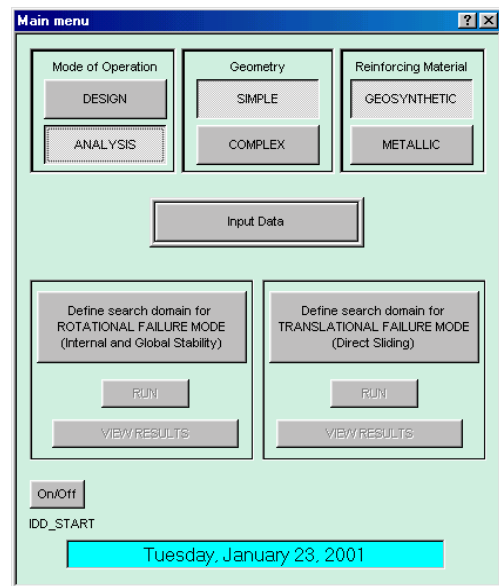 Main menu
Mode of Operation
DESIGN
ANALYSIS
Geometry
SIMPLE
COMPLEX
Reinforcing Material
GEOSYNTHETIC
METALLIC
Input Data
Define search domain for
ROTATIONAL FAILURE MODE
(Internal and Global Stability)
RUN
VIEW RESULTS
Define search domain for
TRANSLATIONAL FAILURE MODE
(Direct Sliding)
RUN
VIEW RESULTS
On/Off
IDD_START
Tuesday, January 23, 2001